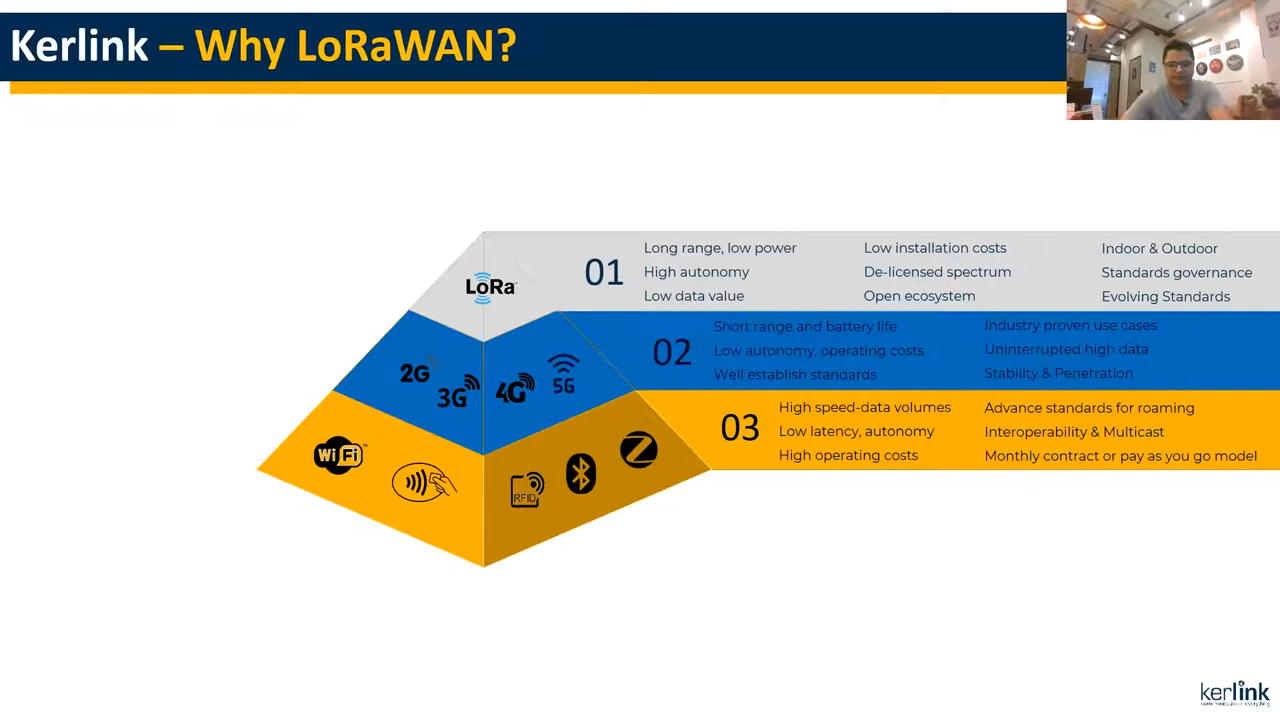 Kerlink – Why LoRaWAN?
LoRa
01
Long range, low power
High autonomy
Low data value
Low installation costs
De-licensed spectrum
Open ecosystem
Indoor & Outdoor
Standards governance
Evolving Standards
2G
3G
4G
5G
02
Short range and battery life
Low autonomy, operating costs
Well establish standards
Industry proven use cases
Uninterrupted high data
Stability & Penetration
Wi Fi
RFID
03
High speed-data volumes
Low latency, autonomy
High operating costs
Advance standards for roaming
Interoperability & Multicast
Monthly contract or pay as you go model
kerlink